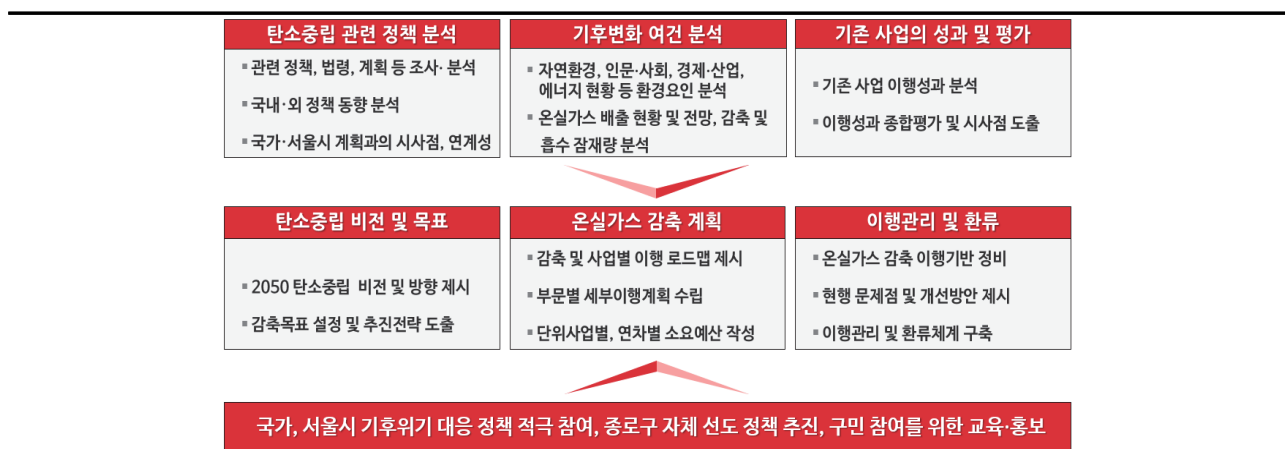 탄소중립 관련 정책 분석
▪관련 정책, 법령, 계획 등 조사· 분석
▪국내·외 정책 동향 분석
▪국가·서울시 계획과의 시사점, 연계성
기후변화 여건 분석
▪자연환경, 인문·사회, 경제·산업,
에너지 현황 등 환경요인 분석
▪온실가스 배출 현황 및 전망, 감축 및
흡수 잠재량 분석
기존 사업의 성과 및 평가
▪기존 사업 이행성과 분석
▪이행성과 종합평가 및 시사점 도출
탄소중립 비전 및 목표
▪2050 탄소중립 비전 및 방향 제시
▪감축목표 설정 및 추진전략 도출
온실가스 감축 계획
▪감축 및 사업별 이행 로드맵 제시
▪부문별 세부이행계획 수립
▪단위사업별, 연차별 소요예산 작성
이행관리 및 환류
▪온실가스 감축 이행기반 정비
▪현행 문제점 및 개선방안 제시
▪이행관리 및 환류체계 구축
국가, 서울시 기후위기 대응 정책 적극 참여, 종로구 자체 선도 정책 추진, 구민 참여를 위한 교육·홍보